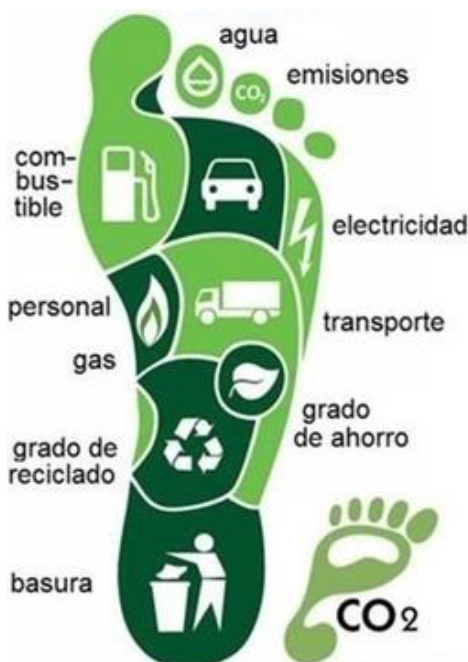 agua
emisiones
CO2
com-
bus-
tible
electricidad
personal
transporte
gas
grado
de ahorro
grado de
reciclado
basura
CO2